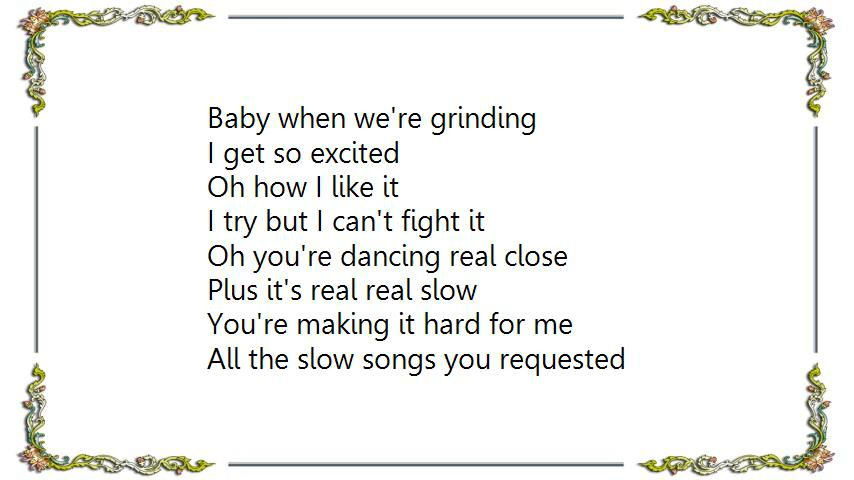 Baby when we're grinding
I get so excited
Oh how I like it
I try but I can't fight it
Oh you're dancing real close
Plus it's real real slow
You're making it hard for me
All the slow songs you requested